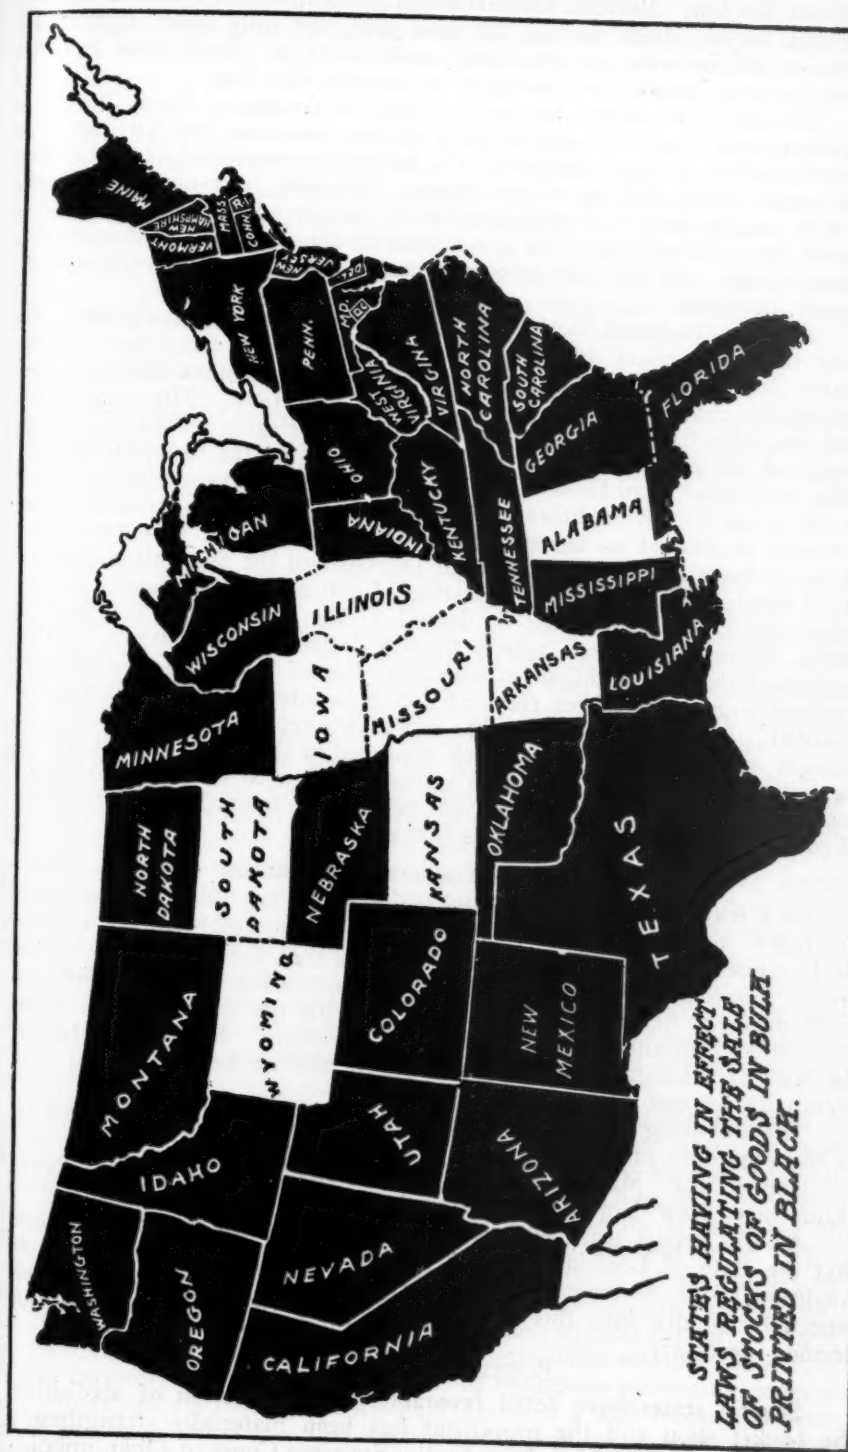 MAINE
NEW
HAMPSHIRE
VERMONT
MASS.
R.I.
CONN.
NEW YORK
NEW
JERSEY
PENN.
DEL.
MD.
D.C.
WEST
VIRGINIA
VIRGINIA
NORTH
CAROLINA
SOUTH
CAROLINA
GEORGIA
FLORIDA
OHIO
INDIANA
KENTUCKY
TENNESSEE
ALABAMA
MISSISSIPPI
MICHIGAN
WISCONSIN
ILLINOIS
MINNESOTA
IOWA
MISSOURI
ARKANSAS
LOUISIANA
NORTH
DAKOTA
SOUTH
DAKOTA
NEBRASKA
KANSAS
OKLAHOMA
TEXAS
MONTANA
WYOMING
COLORADO
NEW
MEXICO
IDAHO
UTAH
ARIZONA
WASHINGTON
OREGON
NEVADA
CALIFORNIA
STATES HAVING IN EFFECT
LAWS REGULATING THE SALE
OF STOCKS OF GOODS IN BULK
PRINTED IN BLACK.